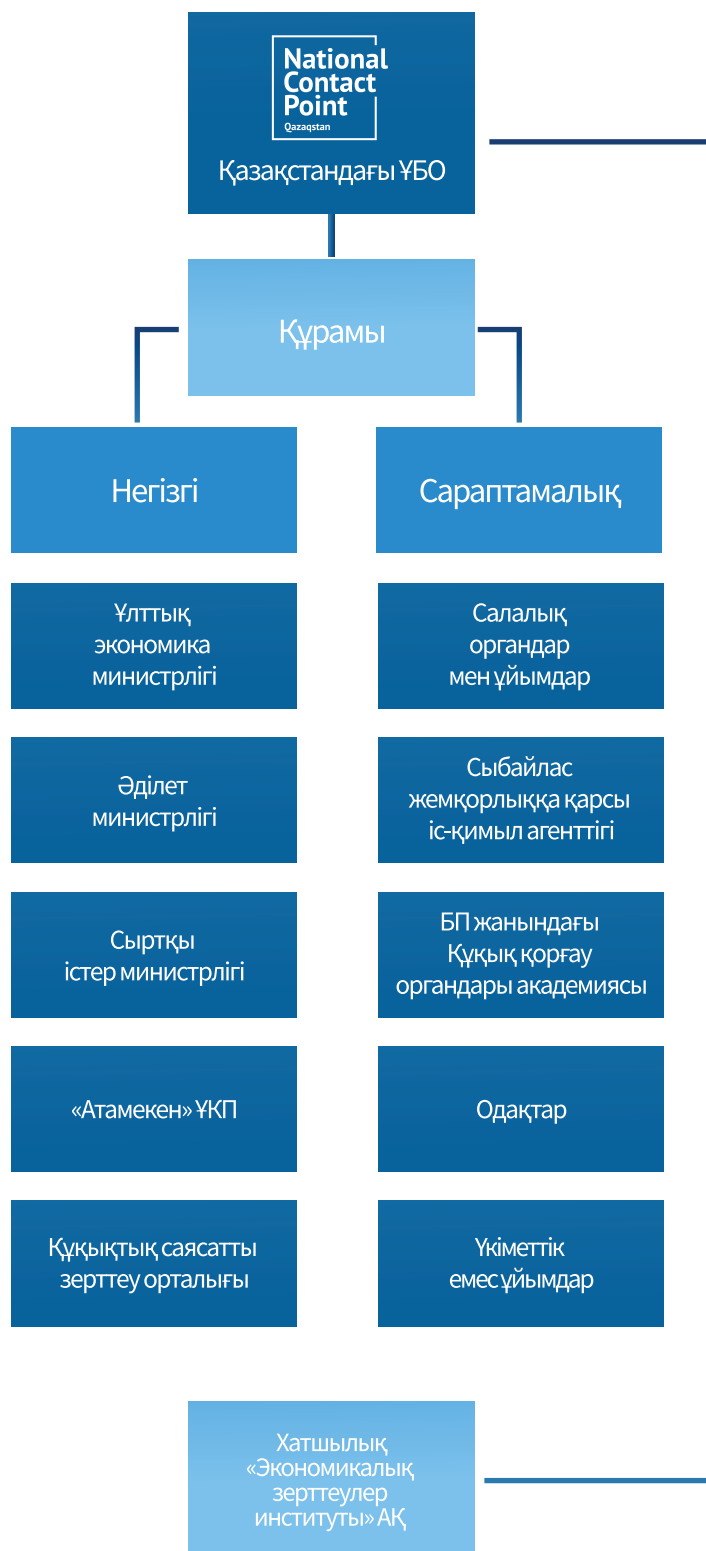 National
Contact
Point
Qazaqstan
Қазақстандағы ҰБО
Құрамы
Негізгі
Сараптамалық
Ұлттық
экономика
министрлігі
Салалық
органдар
мен ұйымдар
Әділет
министрлігі
Сыбайлас
жемқорлыққа қарсы
іс-қимыл агенттігі
Сыртқы
істер министрлігі
БП жанындағы
Құқық қорғау
органдары академиясы
«Атамекен» ҰКП
Одақтар
Құқықтық саясатты
зерттеу орталығы
Үкіметтік
емес ұйымдар
Хатшылық
«Экономикалық
зерттеулер
институты» АҚ